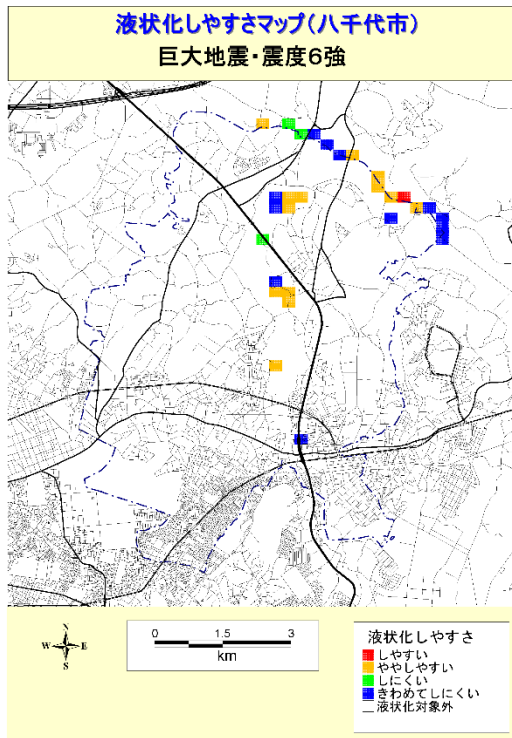 液状化しやすさマップ(八千代市)
巨大地震・震度6強
N
W E
S
0 1.5 3
km
液状化しやすさ
しやすい
ややしやすい
しにくい
きわめてしにくい
液状化対象外